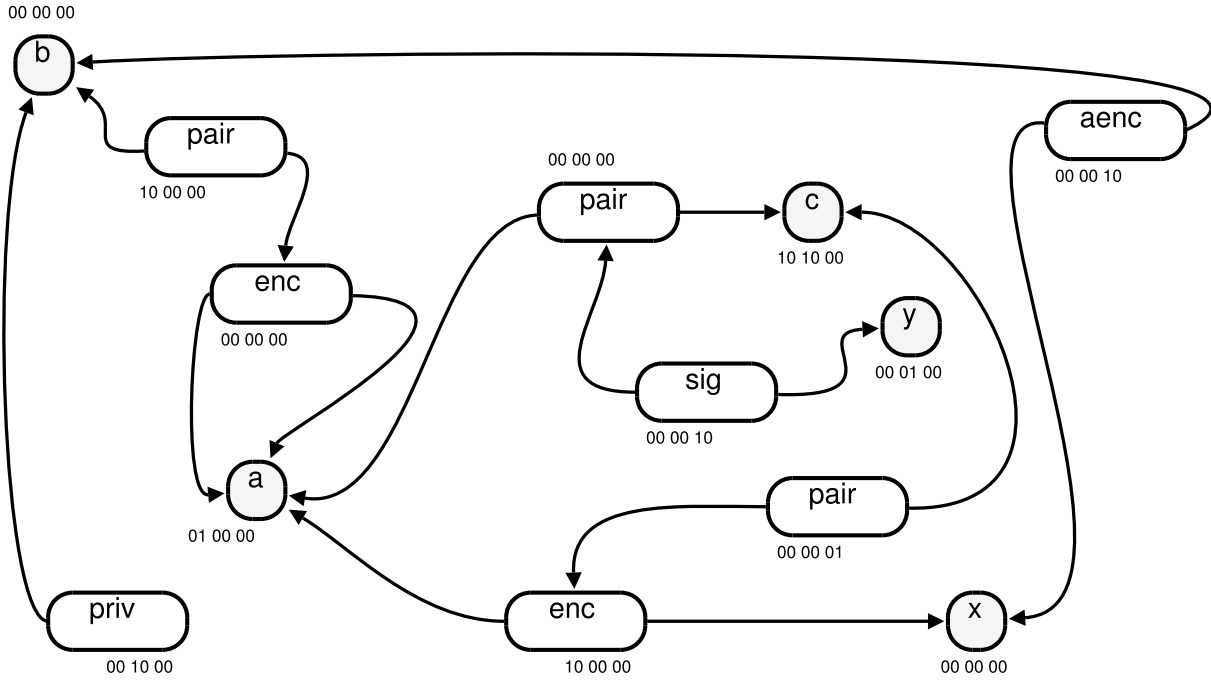 00 00 00
b
pair
10 00 00
aenc
00 00 10
00 00 00
pair
c
10 10 00
enc
00 00 00
y
00 01 00
sig
00 00 10
a
01 00 00
pair
00 00 01
priv
00 10 00
enc
10 00 00
x
00 00 00